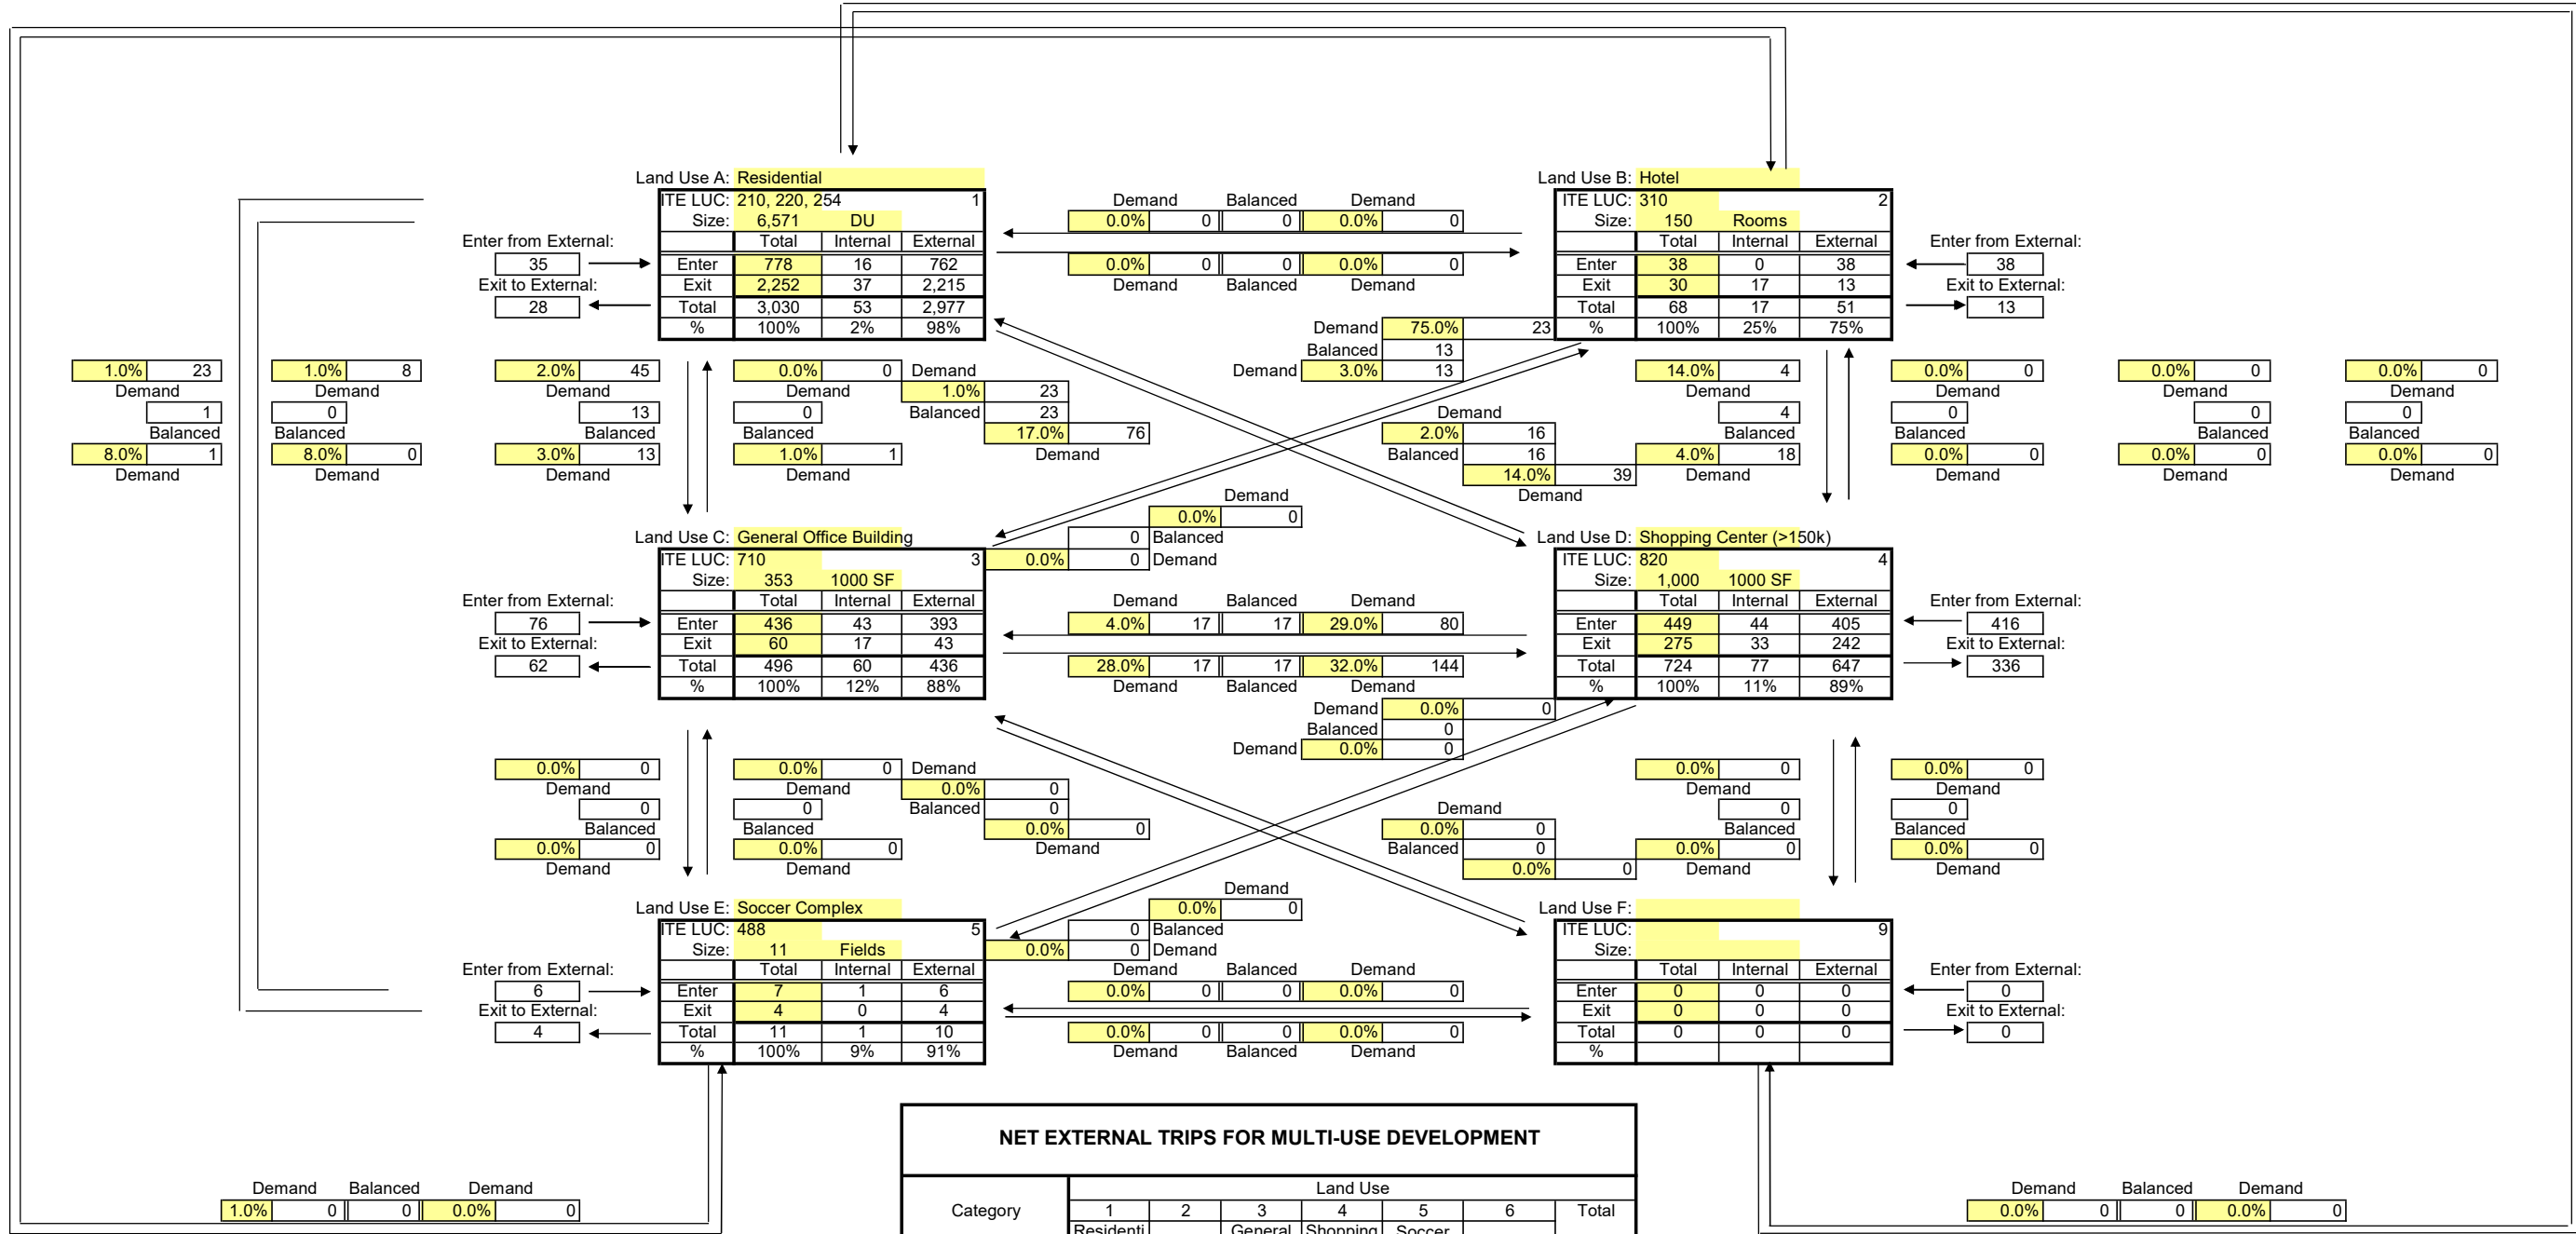 Land Use A: Residential
ITE LUC: 210, 220, 254 1
Size: 6,571 DU
Total Internal External
Enter 778 16 762
Exit 2,252 37 2,215
Total 3,030 53 2,977
% 100% 2% 98%
Enter from External:
35
Exit to External:
28
Demand Balanced Demand
0.0% 0 0 0.0% 0
0.0% 0 0 0.0% 0
Demand Balanced Demand
Land Use B: Hotel
ITE LUC: 310 2
Size: 150 Rooms
Total Internal External
Enter 38 0 38
Exit 30 17 13
Total 68 17 51
% 100% 25% 75%
Enter from External:
38
Exit to External:
13
Demand 75.0% 23
Balanced 13
Demand 3.0% 13
1.0% 23
Demand
1
Balanced
8.0% 1
Demand
1.0% 8
Demand
0
Balanced
8.0% 0
Demand
2.0% 45
Demand
13
Balanced
3.0% 13
Demand
0.0% 0
Demand
0
Balanced
1.0% 1
Demand
Demand
1.0% 23
Balanced 23
17.0% 76
Demand
Demand
2.0% 16
Balanced 16
14.0% 39
Demand
14.0% 4
Demand
4
Balanced
4.0% 18
Demand
0.0% 0
Demand
0
Balanced
0.0% 0
Demand
0.0% 0
Demand
0
Balanced
0.0% 0
Demand
0.0% 0
Demand
0
Balanced
0.0% 0
Demand
Demand
0.0% 0
0 Balanced
0.0% 0 Demand
Land Use C: General Office Building
ITE LUC: 710 3
Size: 353 1000 SF
Total Internal External
Enter 436 43 393
Exit 60 17 43
Total 496 60 436
% 100% 12% 88%
Enter from External:
76
Exit to External:
62
Demand Balanced Demand
4.0% 17 17 29.0% 80
28.0% 17 17 32.0% 144
Demand Balanced Demand
Land Use D: Shopping Center (>150k)
ITE LUC: 820 4
Size: 1,000 1000 SF
Total Internal External
Enter 449 44 405
Exit 275 33 242
Total 724 77 647
% 100% 11% 89%
Enter from External:
416
Exit to External:
336
Demand 0.0% 0
Balanced 0
Demand 0.0% 0
0.0% 0
Demand
0
Balanced
0.0% 0
Demand
0.0% 0
Demand
0
Balanced
0.0% 0
Demand
Demand
0.0% 0
Balanced 0
0.0% 0
Demand
Demand
0.0% 0
Balanced 0
0.0% 0
0.0% 0
Demand
0
Balanced
0.0% 0
Demand
0.0% 0
Demand
0
Balanced
0.0% 0
Demand
Demand
0.0% 0
0 Balanced
0.0% 0 Demand
Land Use E: Soccer Complex
ITE LUC: 488 5
Size: 11 Fields
Total Internal External
Enter 7 1 6
Exit 4 0 4
Total 11 1 10
% 100% 9% 91%
Enter from External:
6
Exit to External:
4
Demand Balanced Demand
0.0% 0 0 0.0% 0
0.0% 0 0 0.0% 0
Demand Balanced Demand
Land Use F:
ITE LUC: 9
Size:
Total Internal External
Enter 0 0 0
Exit 0 0 0
Total 0 0 0
%
Enter from External:
0
Exit to External:
0
Demand Balanced Demand
1.0% 0 0 0.0% 0
NET EXTERNAL TRIPS FOR MULTI-USE DEVELOPMENT
Land Use
Category 1 2 3 4 5 6 Total
Residenti General Shopping Soccer
Demand Balanced Demand
0.0% 0 0 0.0% 0